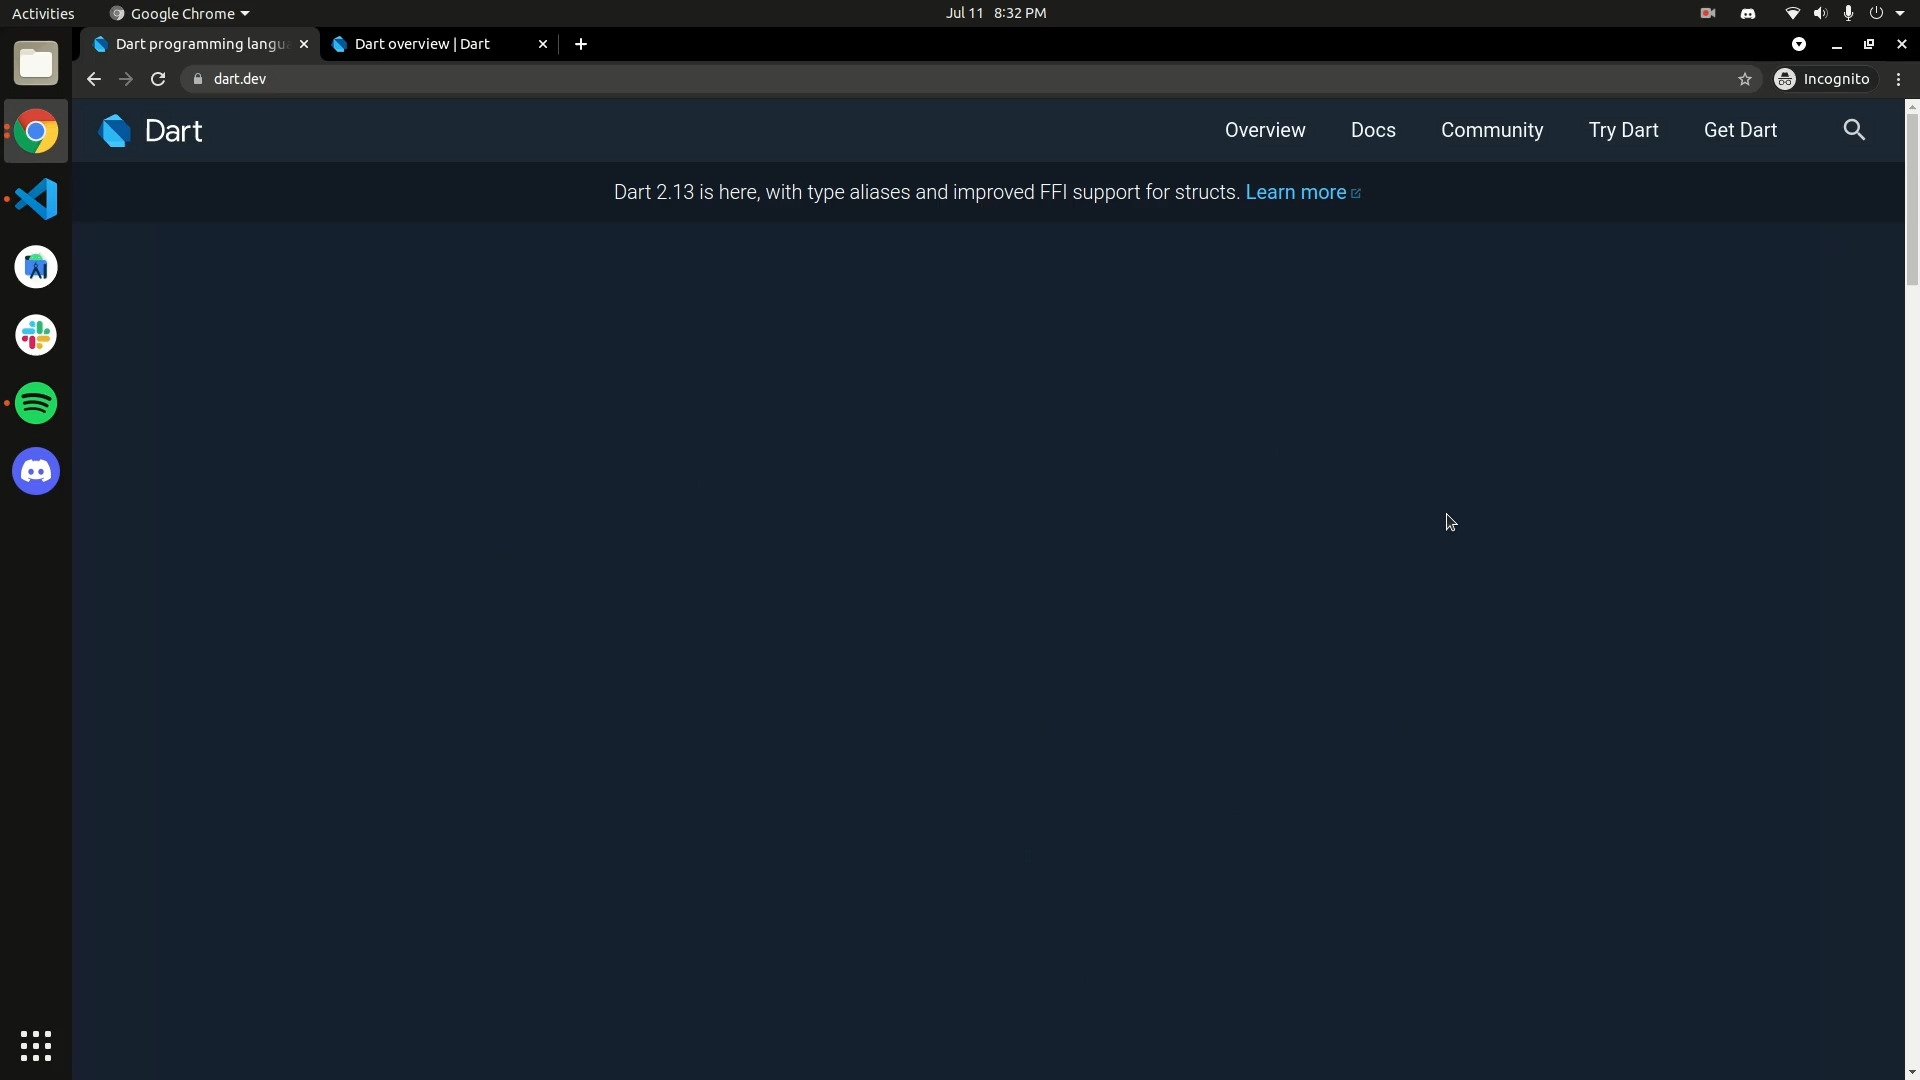 Activities
Google Chrome
Jul 11 8:32 PM
Dart programming langu
Dart overview | Dart
dart.dev
Incognito
Dart
Overview
Docs
Community
Try Dart
Get Dart
Dart 2.13 is here, with type aliases and improved FFI support for structs. Learn more